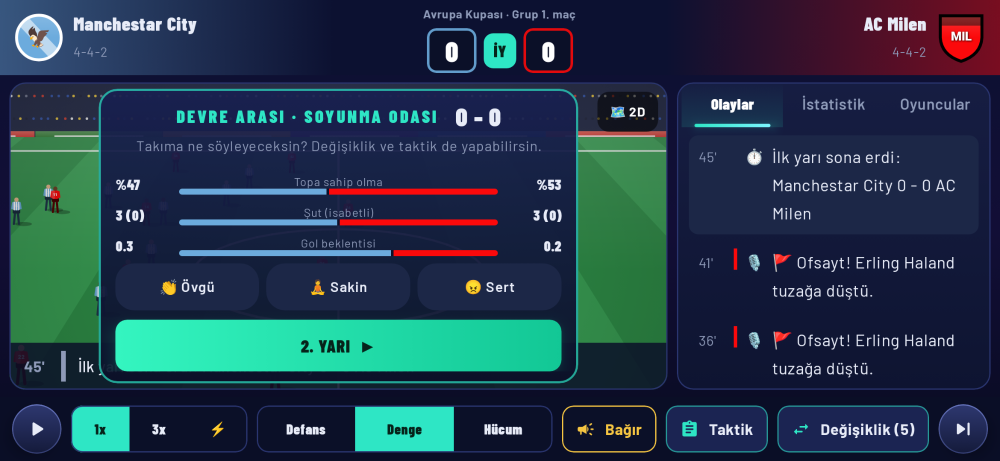 Manchestar City
4-4-2
Avrupa Kupası · Grup 1. maç
0 İY 0
AC Milen
4-4-2
MIL
DEVRE ARASI · SOYUNMA ODASI 0 - 0
Takıma ne söyleyeceksin? Değişiklik ve taktik de yapabilirsin.
%47 Topa sahip olma %53
3 (0) Şut (isabetli) 3 (0)
0.3 Gol beklentisi 0.2
Övgü Sakin Sert
2. YARI
2D
45' İlk
Olaylar İstatistik Oyuncular
45' İlk yarı sona erdi:
Manchestar City 0 - 0 AC
Milen
41' Ofsayt! Erling Haland
tuzağa düştü.
36' Ofsayt! Erling Haland
tuzağa düştü.
1x 3x
Defans Denge Hücum
Bağır
Taktik
Değişiklik (5)